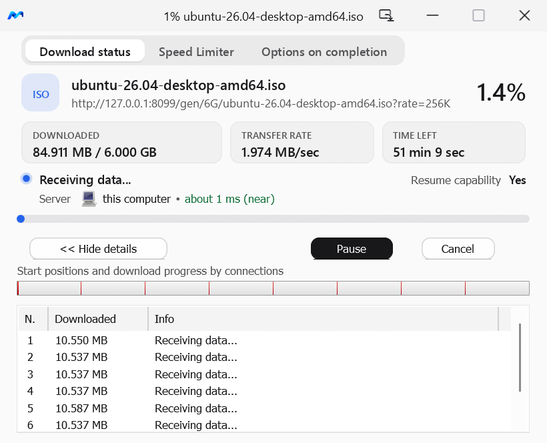 1% ubuntu-26.04-desktop-amd64.iso
Download status Speed Limiter Options on completion
ISO
ubuntu-26.04-desktop-amd64.iso
http://127.0.0.1:8099/gen/6G/ubuntu-26.04-desktop-amd64.iso?rate=256K
1.4%
DOWNLOADED
84.911 MB / 6.000 GB
TRANSFER RATE
1.974 MB/sec
TIME LEFT
51 min 9 sec
Receiving data...
Resume capability Yes
Server this computer • about 1 ms (near)
<< Hide details Pause Cancel
Start positions and download progress by connections
N. Downloaded Info
1 10.550 MB Receiving data...
2 10.537 MB Receiving data...
3 10.537 MB Receiving data...
4 10.537 MB Receiving data...
5 10.587 MB Receiving data...
6 10.537 MB Receiving data...